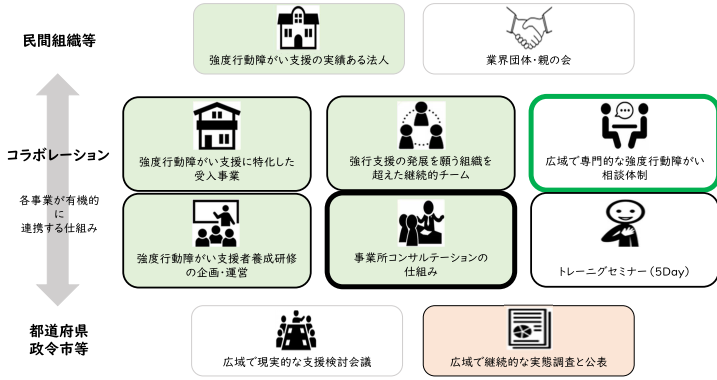 民間組織等
強度行動障がい支援の実績ある法人
業界団体・親の会
コラボレーション
各事業が有機的
に
連携する仕組み
強度行動障がい支援に特化した
受入事業
強行支援の発展を願う組織を
超えた継続的チーム
広域で専門的な強度行動障がい
相談体制
強度行動障がい支援者養成研修
の企画・運営
事業所コンサルテーションの
仕組み
トレーニグセミナー（5Day）
都道府県
政令市等
広域で現実的な支援検討会議
広域で継続的な実態調査と公表